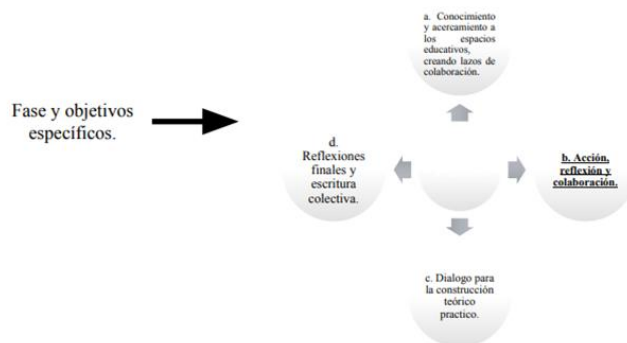 Fase y objetivos
específicos.
a. Conocimiento
y acercamiento a
los espacios
educativos,
creando lazos de
colaboración.
b. Acción,
reflexión y
colaboración.
c. Dialogo para
la construcción
teórico
practico.
d.
Reflexiones
finales y
escritura
colectiva.